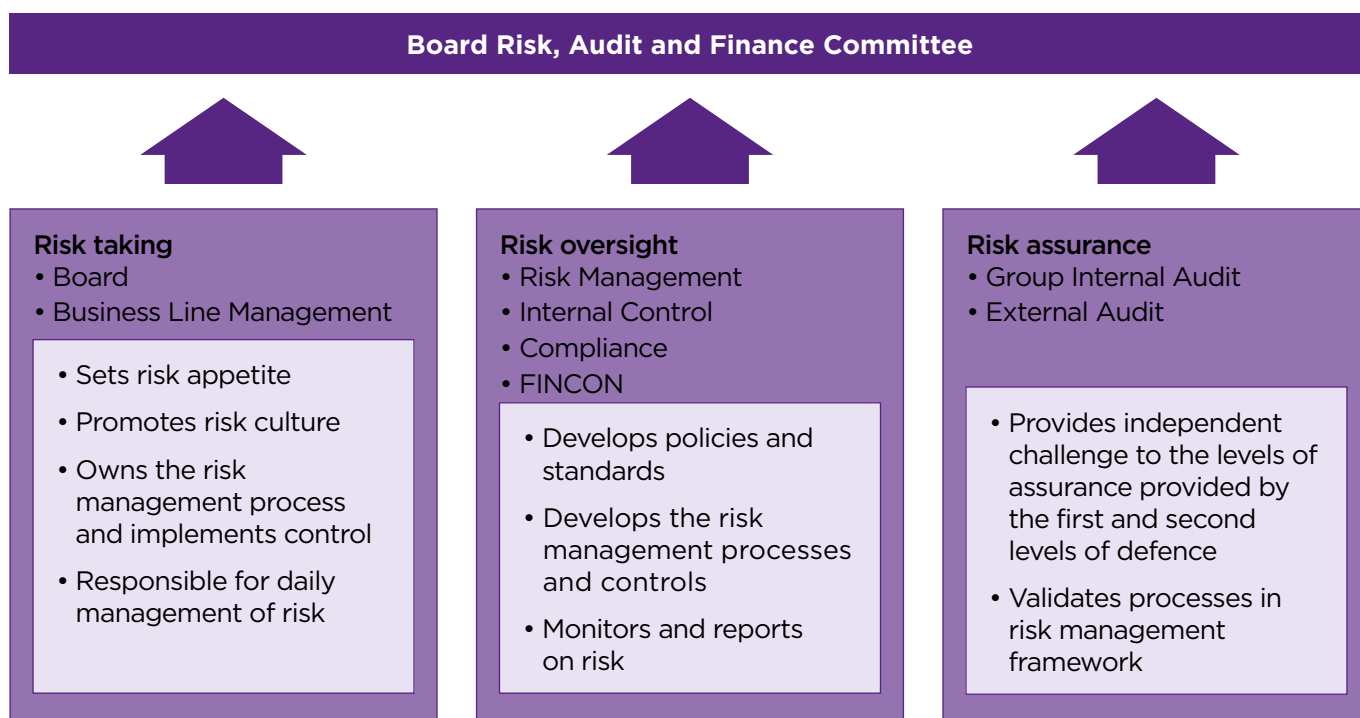 Board Risk, Audit and Finance Committee
Risk taking
• Board
• Business Line Management
• Sets risk appetite
• Promotes risk culture
• Owns the risk
management process
and implements control
• Responsible for daily
management of risk
Risk oversight
• Risk Management
• Internal Control
• Compliance
• FINCON
• Develops policies and
standards
• Develops the risk
management processes
and controls
• Monitors and reports
on risk
Risk assurance
• Group Internal Audit
• External Audit
• Provides independent
challenge to the levels of
assurance provided by
the first and second
levels of defence
• Validates processes in
risk management
framework